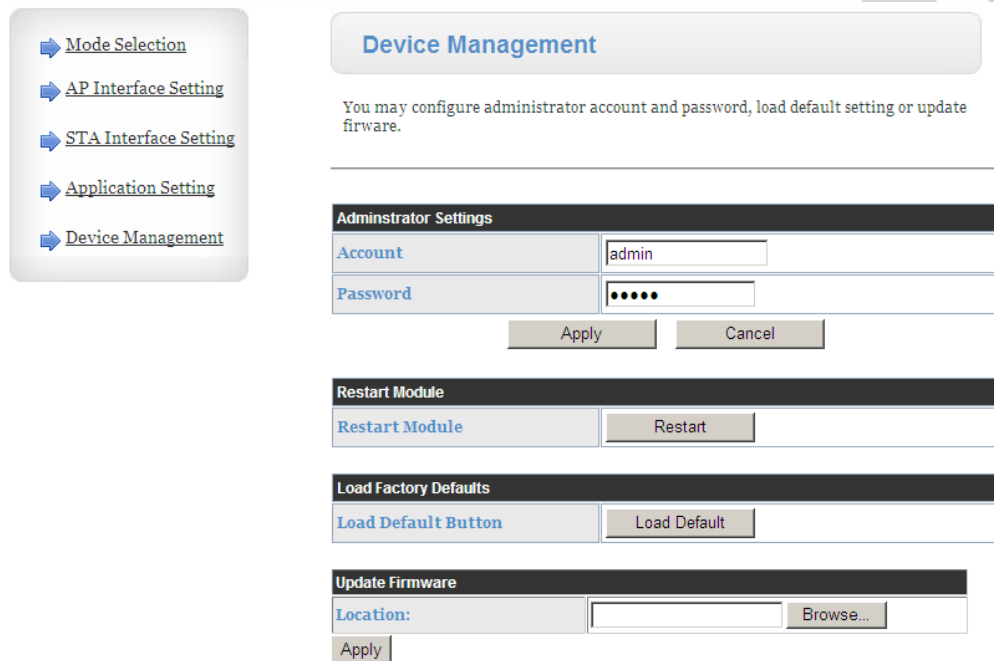 Mode Selection
AP Interface Setting
STA Interface Setting
Application Setting
Device Management
Device Management
You may configure administrator account and password, load default setting or update
firware.
Adminstrator Settings
Account admin
Password •••••
Apply Cancel
Restart Module
Restart Module Restart
Load Factory Defaults
Load Default Button Load Default
Update Firmware
Location: Browse...
Apply